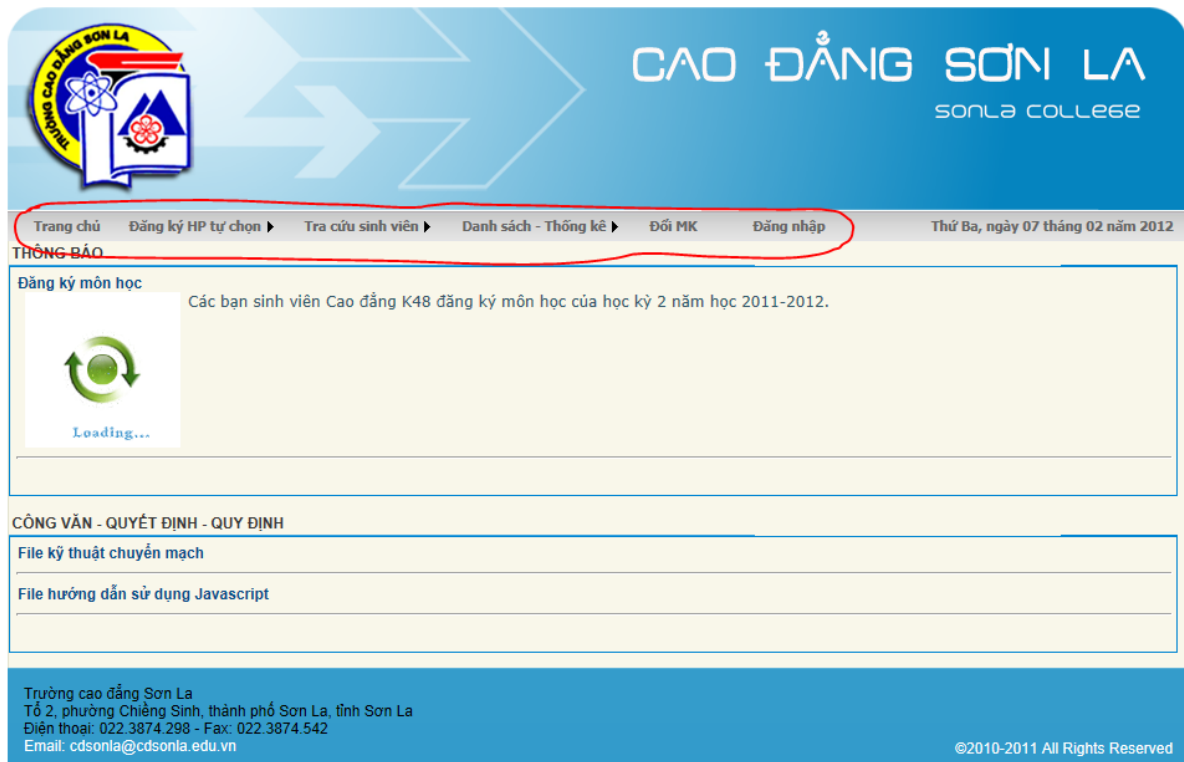 TRƯỜNG CAO ĐẲNG SƠN LA
CAO ĐẲNG SƠN LA
SONLA COLLEGE
Trang chủ Đăng ký HP tự chọn Tra cứu sinh viên Danh sách - Thống kê Đổi MK Đăng nhập Thứ Ba, ngày 07 tháng 02 năm 2012
THÔNG BÁO
Đăng ký môn học
Các bạn sinh viên Cao đẳng K48 đăng ký môn học của học kỳ 2 năm học 2011-2012.
Loading...
CÔNG VĂN - QUYẾT ĐỊNH - QUY ĐỊNH
File kỹ thuật chuyển mạch
File hướng dẫn sử dụng Javascript
Trường cao đẳng Sơn La
Tổ 2, phường Chiềng Sinh, thành phố Sơn La, tỉnh Sơn La
Điện thoại: 022.3874.298 - Fax: 022.3874.542
Email: cdsonla@cdsonla.edu.vn
©2010-2011 All Rights Reserved